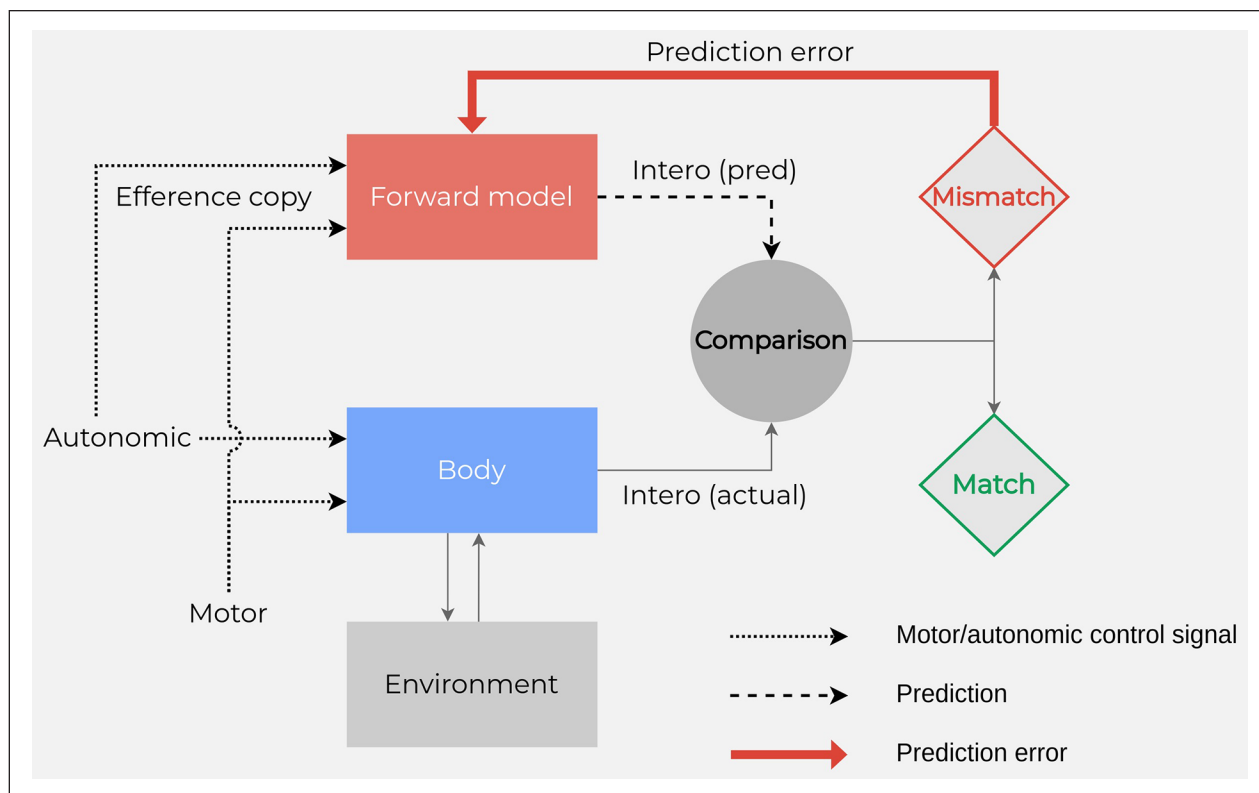 Prediction error
Intero (pred)
Efference copy
Forward model
Mismatch
Comparison
Autonomic
Body
Intero (actual)
Match
Motor
Environment
Motor/autonomic control signal
Prediction
Prediction error